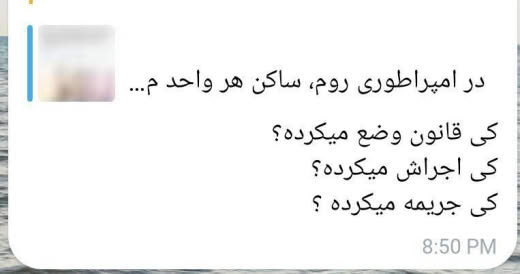 در امپراطوری روم، ساکن هر واحد م...
کی قانون وضع میکرده؟
کی اجراش میکرده؟
کی جریمه میکرده ؟
8:50 PM